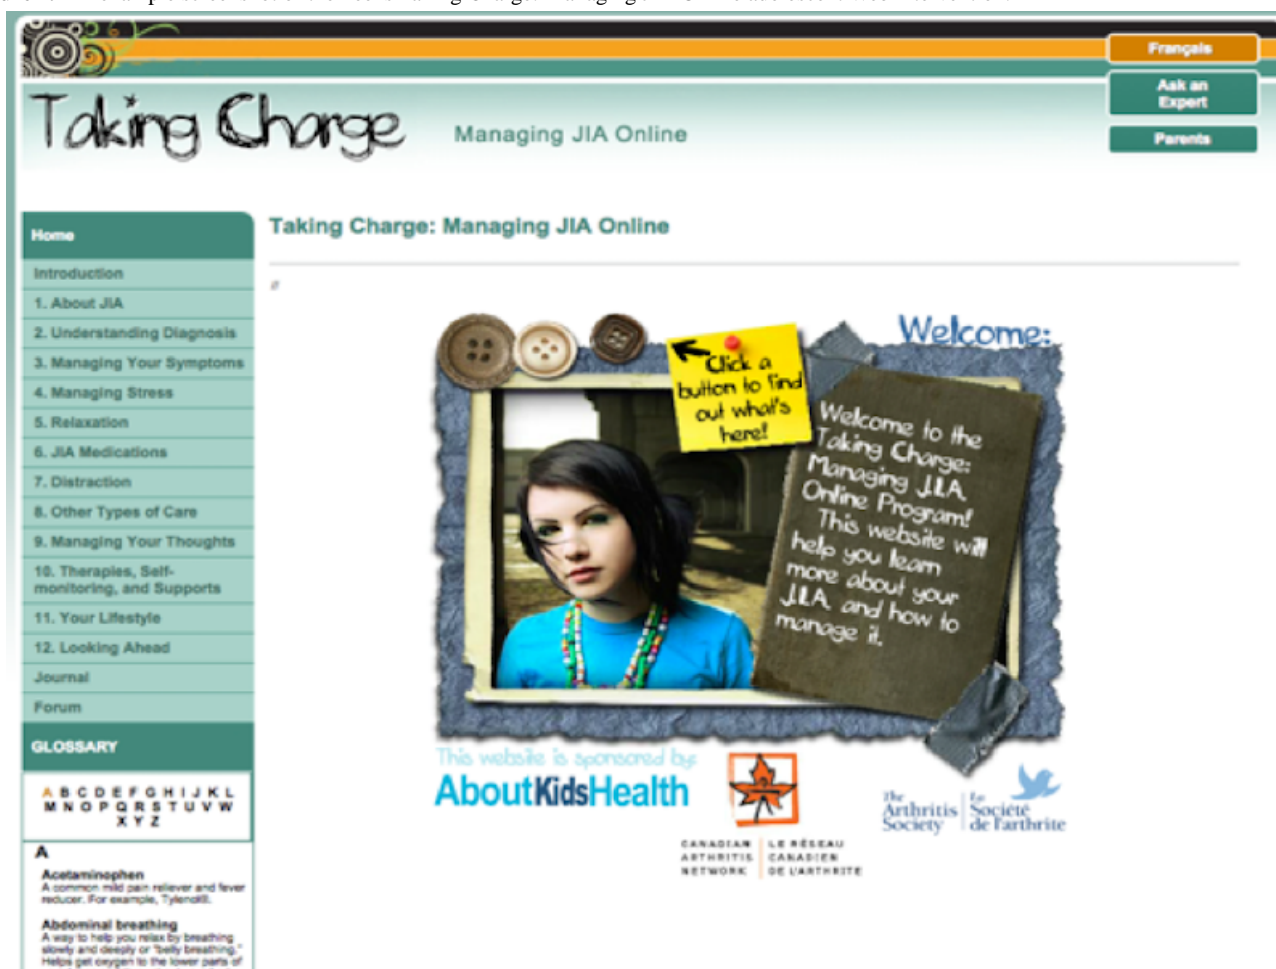 Français
Ask an
Expert
Parents
Taking Charge
Managing JIA Online
Home
Introduction
1. About JIA
2. Understanding Diagnosis
3. Managing Your Symptoms
4. Managing Stress
5. Relaxation
6. JIA Medications
7. Distraction
8. Other Types of Care
9. Managing Your Thoughts
10. Therapies, Self-
monitoring, and Supports
11. Your Lifestyle
12. Looking Ahead
Journal
Forum
GLOSSARY
A B C D E F G H I J K L
M N O P Q R S T U V W
X Y Z
A
Acetaminophen
A common mild pain reliever and fever
reducer. For example, Tylenol®.
Abdominal breathing
A way to help you relax by breathing
slowly and deeply or "belly breathing."
Helps get oxygen to the lower parts of
Taking Charge: Managing JIA Online
//
Click a
button to find
out what's
here!
Welcome:
Welcome to the
Taking Charge:
Managing J.I.A.
Online Program!
This website will
help you learn
more about your
J.I.A. and how to
manage it.
This website is sponsored by:
AboutKidsHealth
CANADIAN
ARTHRITIS
NETWORK
LE RÉSEAU
CANADIEN
DE L'ARTHRITE
The
Arthritis
Society
La
Société
de l'arthrite